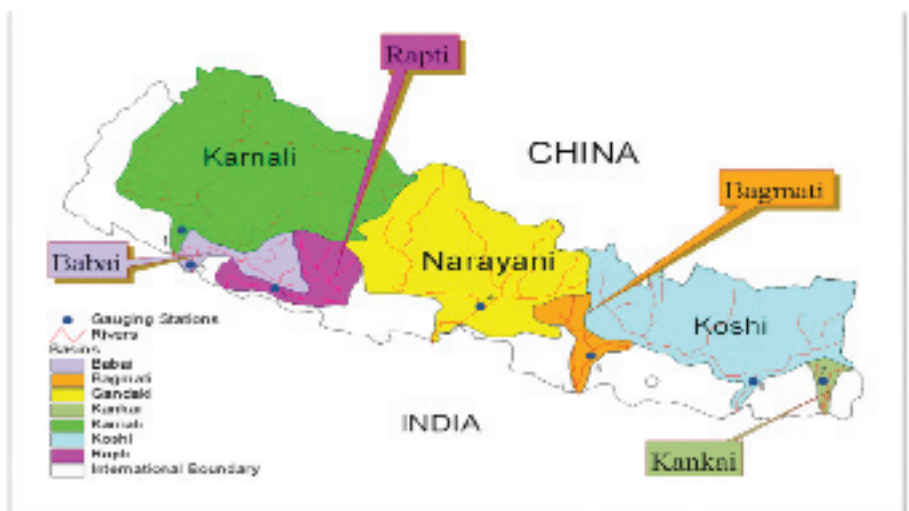 Rapti
CHINA
Karnali
Bagmati
Babai
Narayani
Koshi
Gauging Stations
Rivers
Basins
Babai
Bagmati
Gandaki
Kankai
Karnali
Koshi
Rapti
International Boundary
INDIA
Kankai